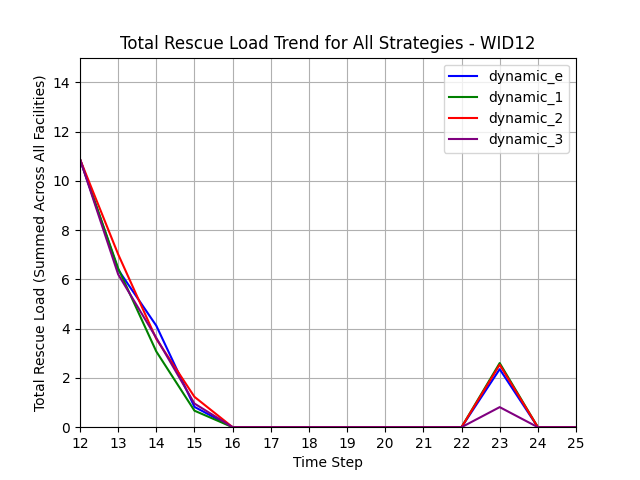 Total Rescue Load Trend for All Strategies - WID12
Total Rescue Load (Summed Across All Facilities)
14
12
10
8
6
4
2
0
dynamic_e
dynamic_1
dynamic_2
dynamic_3
12 13 14 15 16 17 18 19 20 21 22 23 24 25
Time Step